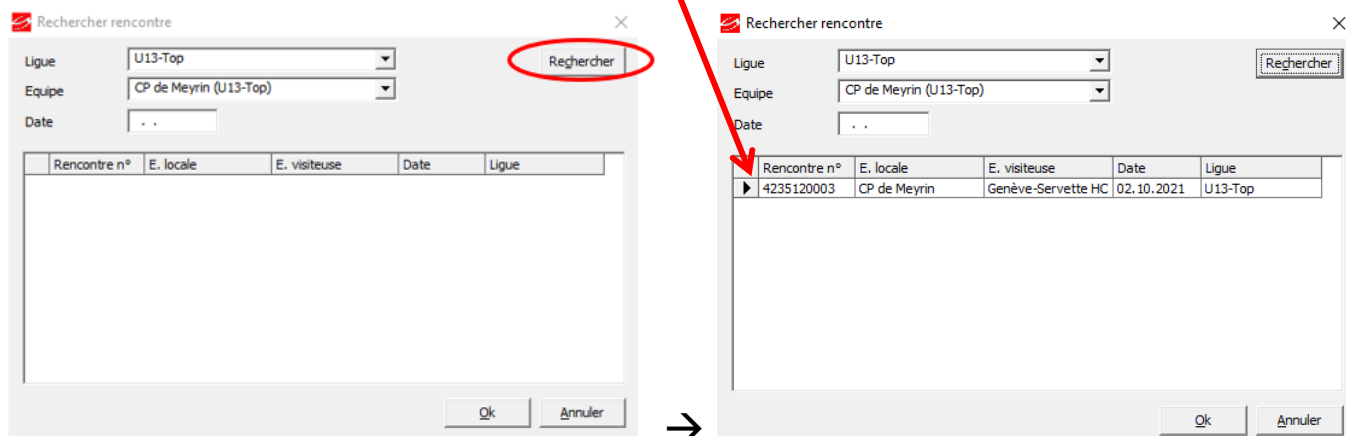 Rechercher rencontre
Ligue U13-Top Rechercher
Equipe CP de Meyrin (U13-Top)
Date . .
Rencontre n° E. locale E. visiteuse Date Ligue
Ok Annuler
→
Rechercher rencontre
Ligue U13-Top Rechercher
Equipe CP de Meyrin (U13-Top)
Date . .
Rencontre n° E. locale E. visiteuse Date Ligue
4235120003 CP de Meyrin Genève-Servette HC 02.10.2021 U13-Top
Ok Annuler